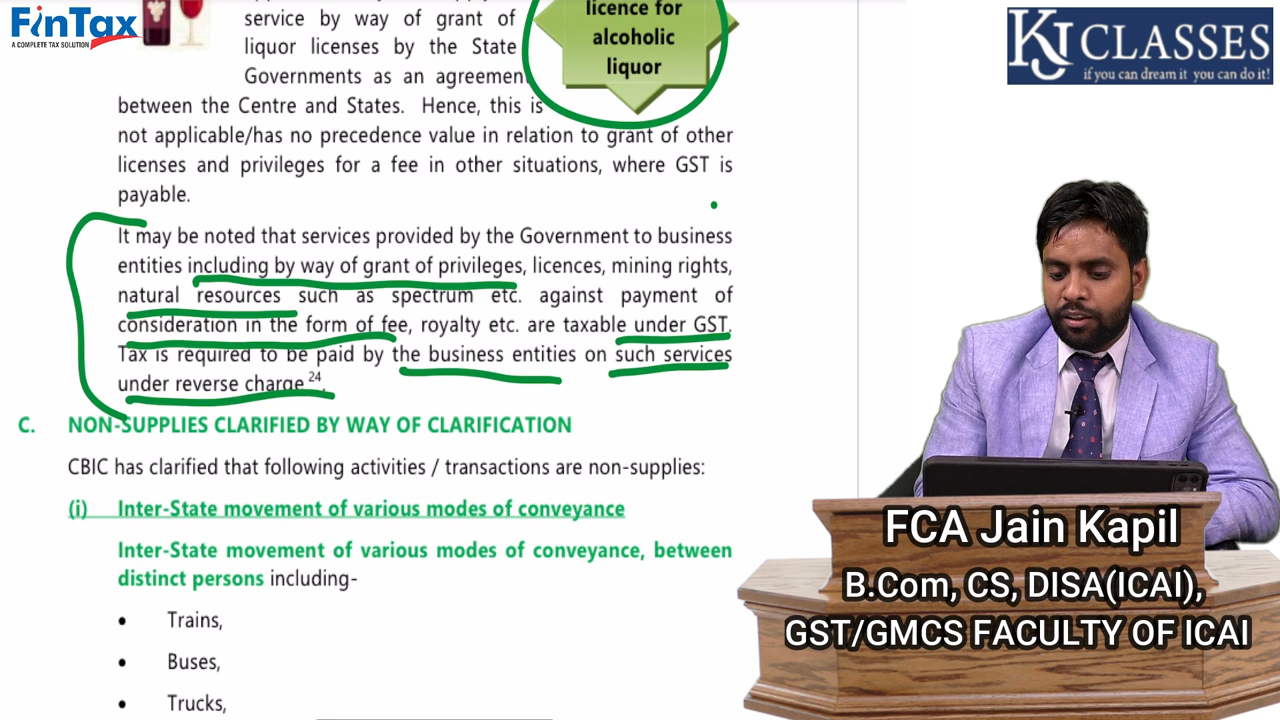 FinTax
A COMPLETE TAX SOLUTION
service by way of grant of
liquor licenses by the State
Governments as an agreement
between the Centre and States. Hence, this is
not applicable/has no precedence value in relation to grant of other
licenses and privileges for a fee in other situations, where GST is
payable.
licence for
alcoholic
liquor
It may be noted that services provided by the Government to business
entities including by way of grant of privileges, licences, mining rights,
natural resources such as spectrum etc. against payment of
consideration in the form of fee, royalty etc. are taxable under GST.
Tax is required to be paid by the business entities on such services
under reverse charge24.
C. NON-SUPPLIES CLARIFIED BY WAY OF CLARIFICATION
CBIC has clarified that following activities / transactions are non-supplies:
(i) Inter-State movement of various modes of conveyance
Inter-State movement of various modes of conveyance, between
distinct persons including-
• Trains,
• Buses,
• Trucks,
KJ CLASSES
if you can dream it you can do it!
FCA Jain Kapil
B.Com, CS, DISA(ICAI),
GST/GMCS FACULTY OF ICAI